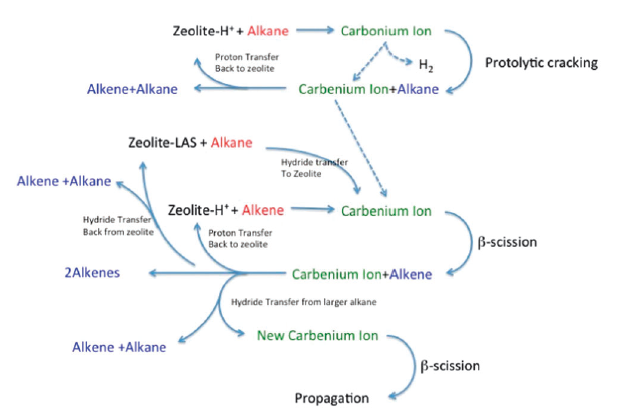 Zeolite-H⁺ + Alkane
Carbonium Ion
Proton Transfer
Back to zeolite
H₂
Protolytic cracking
Alkene+Alkane
Carbenium Ion+Alkane
Zeolite-LAS + Alkane
Hydride transfer
To Zeolite
Alkene +Alkane
Zeolite-H⁺ + Alkene
Carbenium Ion
Hydride Transfer
Back from zeolite
Proton Transfer
Back to zeolite
β-scission
2Alkenes
Carbenium Ion+Alkene
Hydride Transfer from larger alkane
New Carbenium Ion
Alkene +Alkane
β-scission
Propagation